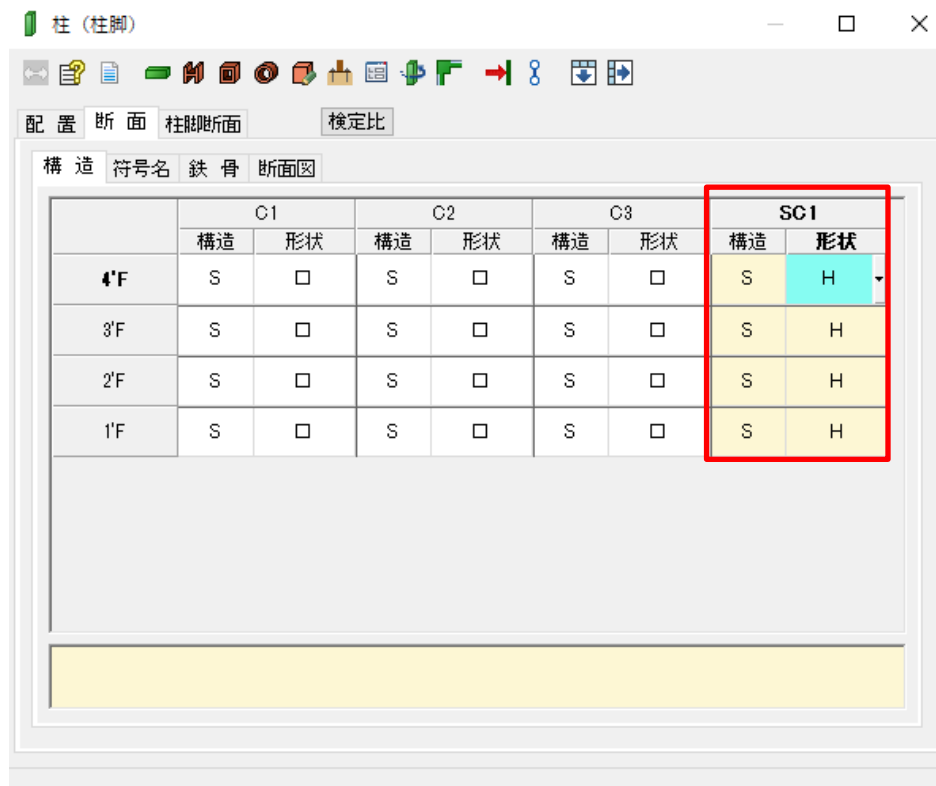 柱（柱脚）
配 置 断 面 柱脚断面 検定比
構 造 符号名 鉄 骨 断面図
C1 C2 C3 SC1
構造 形状 構造 形状 構造 形状 構造 形状
4'F S □ S □ S □ S H
3'F S □ S □ S □ S H
2'F S □ S □ S □ S H
1'F S □ S □ S □ S H